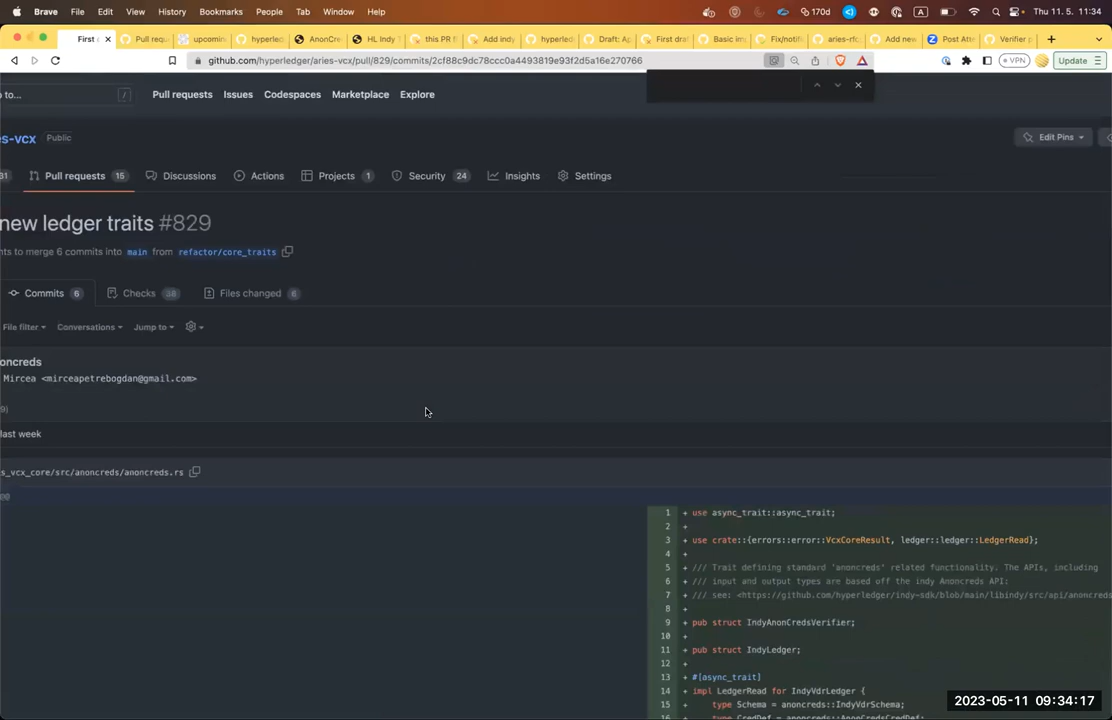 Brave File Edit View History Bookmarks People Tab Window Help 170d A Thu 11. 5. 11:34
First Pull requ upcomin hyperled AnonCre HL Indy T this PR f Add indy hyperled Draft: Ap First draf Basic im Fix/notifi aries-rfc Add new Post Atte Verifier p
github.com/hyperledger/aries-vcx/pull/829/commits/2cf88c9dc78ccc0a4493819e93f2d5a16e270766 VPN Update
to... / Pull requests Issues Codespaces Marketplace Explore
es-vcx Public Edit Pins
31 Pull requests 15 Discussions Actions Projects 1 Security 24 Insights Settings
new ledger traits #829
nts to merge 6 commits into main from refactor/core_traits
Commits 6 Checks 38 Files changed 6
File filter Conversations Jump to
oncreds
Mircea <mirceapetrebogdan@gmail.com>
9)
last week
s_vcx_core/src/anoncreds/anoncreds.rs
@@
1 + use async_trait::async_trait;
2 +
3 + use crate::{errors::error::VcxCoreResult, ledger::ledger::LedgerRead};
4 +
5 + /// Trait defining standard 'anoncreds' related functionality. The APIs, including
6 + /// input and output types are based off the indy Anoncreds API:
7 + /// see: <https://github.com/hyperledger/indy-sdk/blob/main/libindy/src/api/anoncreds
8 +
9 + pub struct IndyAnonCredsVerifier;
10 +
11 + pub struct IndyLedger;
12 +
13 + #[async_trait]
14 + impl LedgerRead for IndyVdrLedger {
15 + type Schema = anoncreds::IndyVdrSchema;
16 + type CredDef = anoncreds::AnonCredsCredDef;
2023-05-11 09:34:17